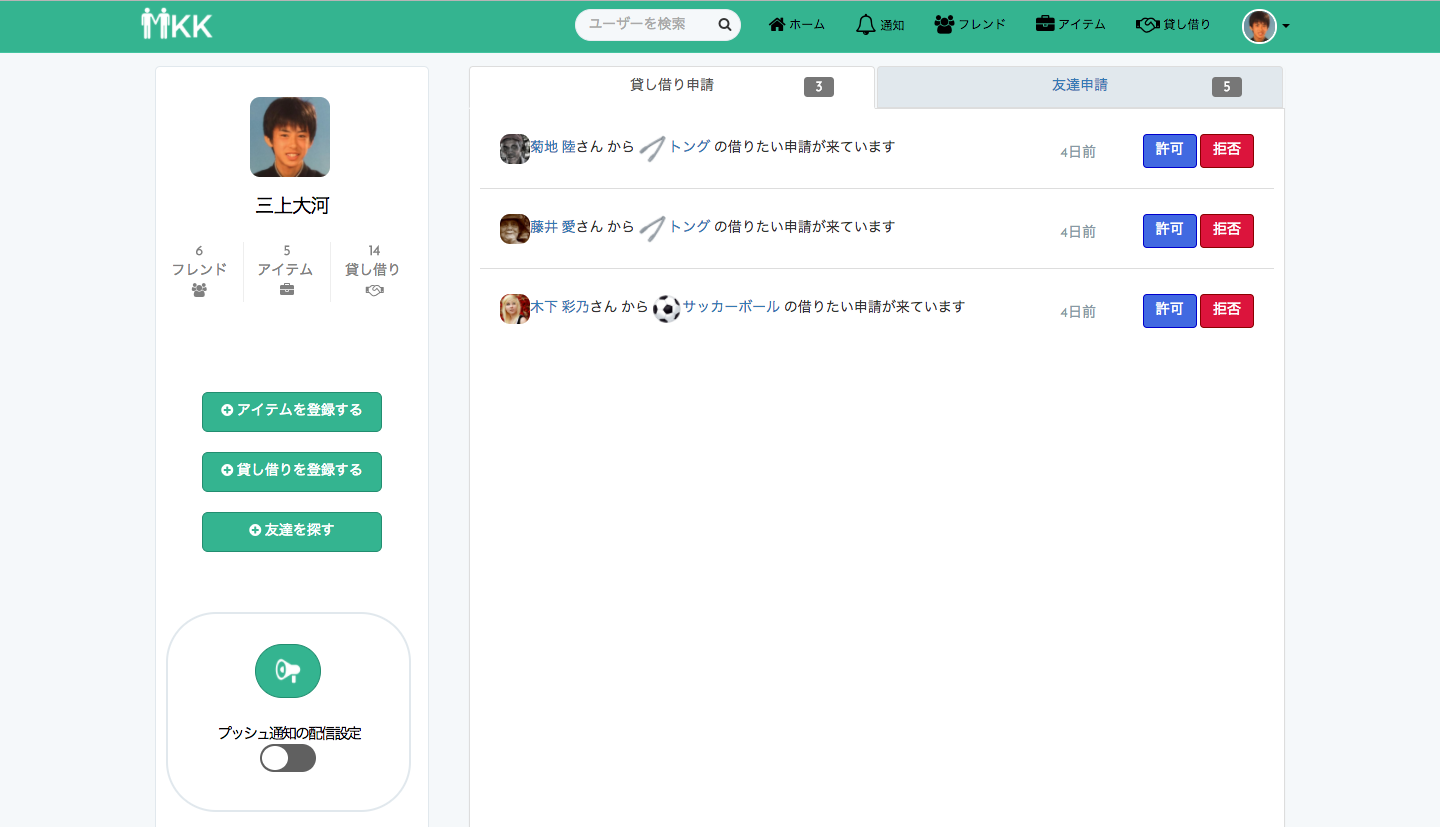 MKK
ユーザーを検索
ホーム
通知
フレンド
アイテム
貸し借り
三上大河
6
フレンド
5
アイテム
14
貸し借り
アイテムを登録する
貸し借りを登録する
友達を探す
プッシュ通知の配信設定
貸し借り申請 3
友達申請 5
菊地 陸さん から トング の借りたい申請が来ています 4日前 許可 拒否
藤井 愛さん から トング の借りたい申請が来ています 4日前 許可 拒否
木下 彩乃さん から サッカーボール の借りたい申請が来ています 4日前 許可 拒否